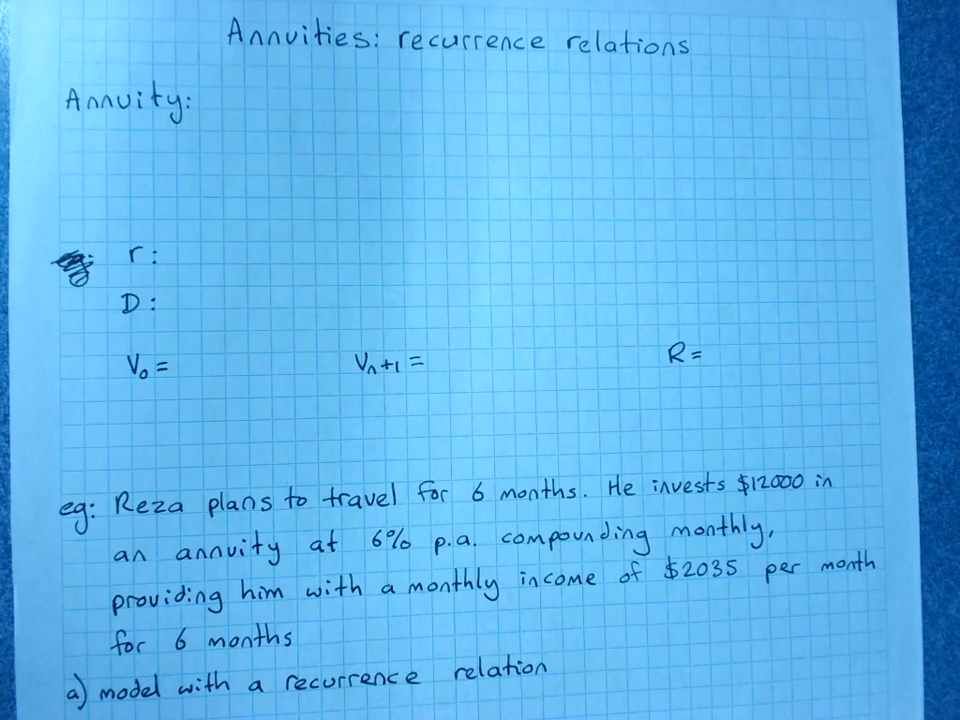 Annuities: recurrence relations
Annuity:
r:
D:
V₀ = Vₙ₊₁ = R =
eg: Reza plans to travel for 6 months. He invests $12000 in
an annuity at 6% p.a. compounding monthly,
providing him with a monthly income of $2035 per month
for 6 months
a) model with a recurrence relation